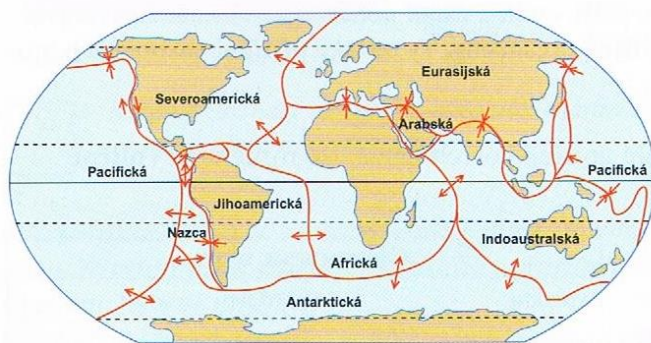 Eurasijská
Severoamerická
Arabská
Pacifická
Pacifická
Jihoamerická
Nazca
Indoaustralská
Africká
Antarktická